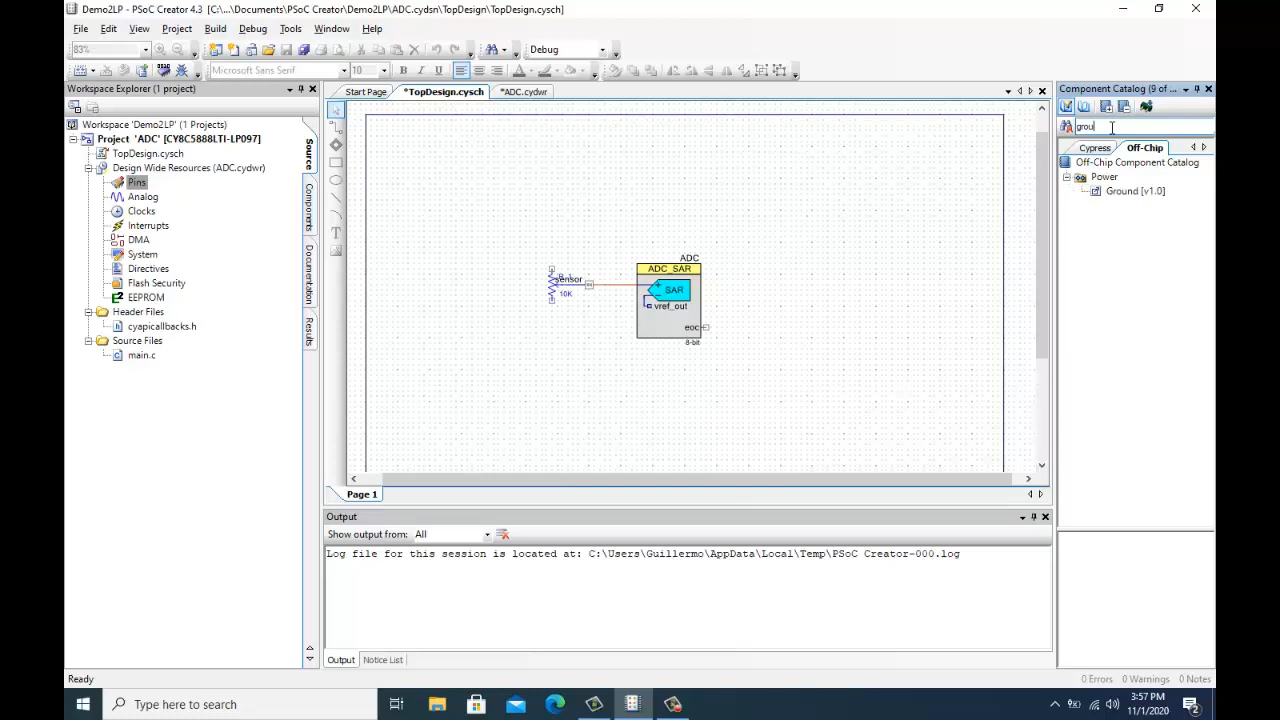 Demo2LP - PSoC Creator 4.3 [C:\...\Documents\PSoC Creator\Demo2LP\ADC.cydsn\TopDesign\TopDesign.cysch]
File Edit View Project Build Debug Tools Window Help
83% Debug
Microsoft Sans Serif 10 B I U A
Workspace Explorer (1 project)
Workspace 'Demo2LP' (1 Projects)
Project 'ADC' [CY8C5888LTI-LP097]
TopDesign.cysch
Design Wide Resources (ADC.cydwr)
Pins
Analog
Clocks
Interrupts
DMA
System
Directives
Flash Security
EEPROM
Header Files
cyapicallbacks.h
Source Files
main.c
Source
Components
Documentation
Results
Start Page *TopDesign.cysch *ADC.cydwr
T
ADC
ADC_SAR
SAR
vref_out
eoc
8-bit
sensor
10K
Page 1
Component Catalog (9 of ...
grou
Cypress Off-Chip
Off-Chip Component Catalog
Power
Ground [v1.0]
Output
Show output from: All
Log file for this session is located at: C:\Users\Guillermo\AppData\Local\Temp\PSoC Creator-000.log
Output Notice List
Ready 0 Errors 0 Warnings 0 Notes
Type here to search
3:57 PM
11/1/2020
2